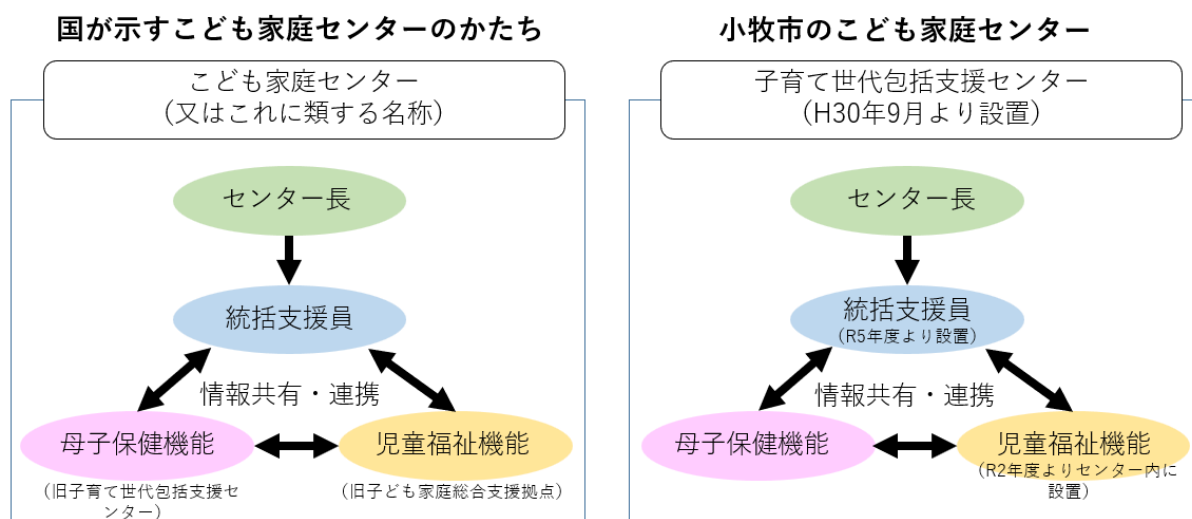 国が示すこども家庭センターのかたち
こども家庭センター
（又はこれに類する名称）
センター長
統括支援員
情報共有・連携
母子保健機能
児童福祉機能
（旧子育て世代包括支援セ
ンター）
（旧子ども家庭総合支援拠点）
小牧市のこども家庭センター
子育て世代包括支援センター
（H30年9月より設置）
センター長
統括支援員
（R5年度より設置）
情報共有・連携
母子保健機能
児童福祉機能
（R2年度よりセンター内に
設置）